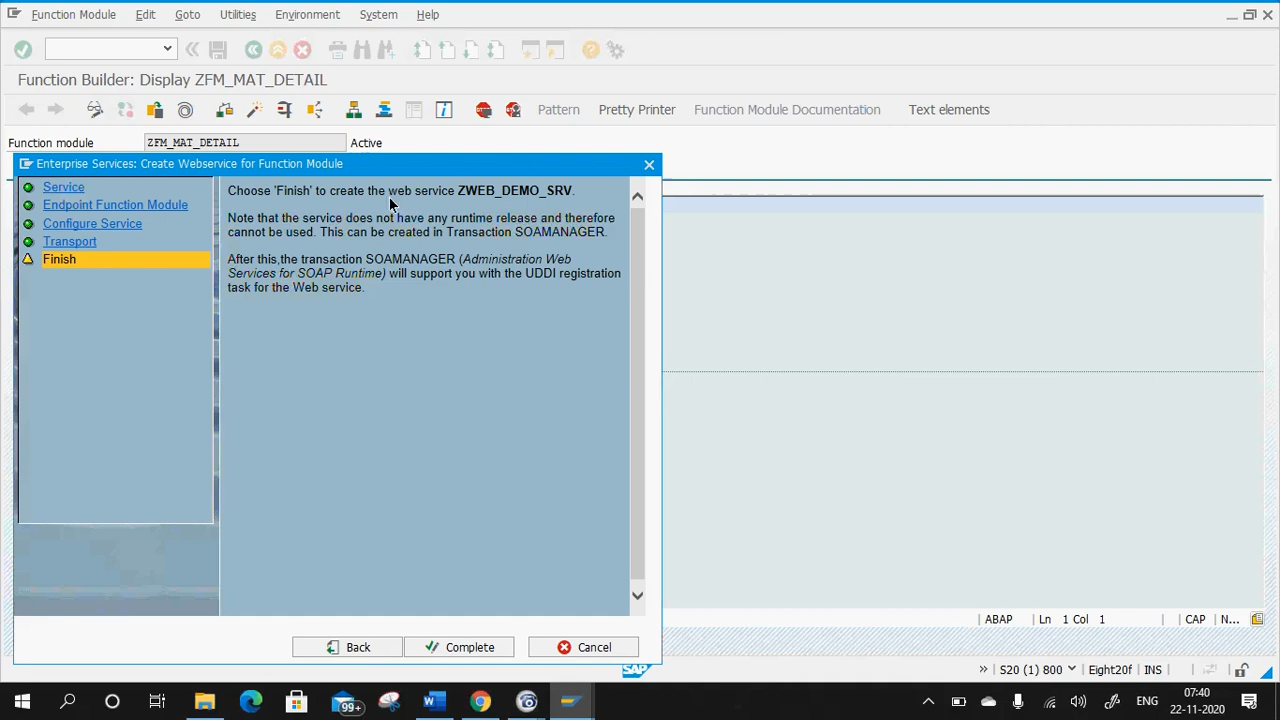 Function Module Edit Goto Utilities Environment System Help
Function Builder: Display ZFM_MAT_DETAIL
Pattern Pretty Printer Function Module Documentation Text elements
Function module ZFM_MAT_DETAIL Active
Enterprise Services: Create Webservice for Function Module
Service
Endpoint Function Module
Configure Service
Transport
Finish
Choose 'Finish' to create the web service ZWEB_DEMO_SRV.
Note that the service does not have any runtime release and therefore
cannot be used. This can be created in Transaction SOAMANAGER.
After this,the transaction SOAMANAGER (Administration Web
Services for SOAP Runtime) will support you with the UDDI registration
task for the Web service.
Back Complete Cancel
ABAP Ln 1 Col 1 CAP N...
SAP
» S20 (1) 800 Eight20f INS
99+
ENG
07:40
22-11-2020